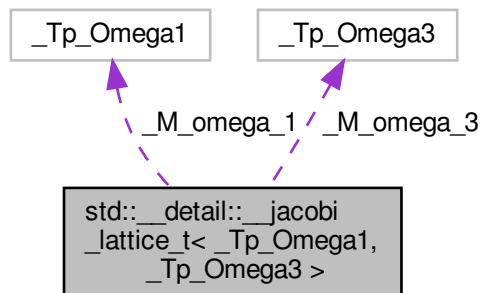 _Tp_Omega1
_Tp_Omega3
_M_omega_1
_M_omega_3
std::__detail::__jacobi
_lattice_t< _Tp_Omega1,
_Tp_Omega3 >